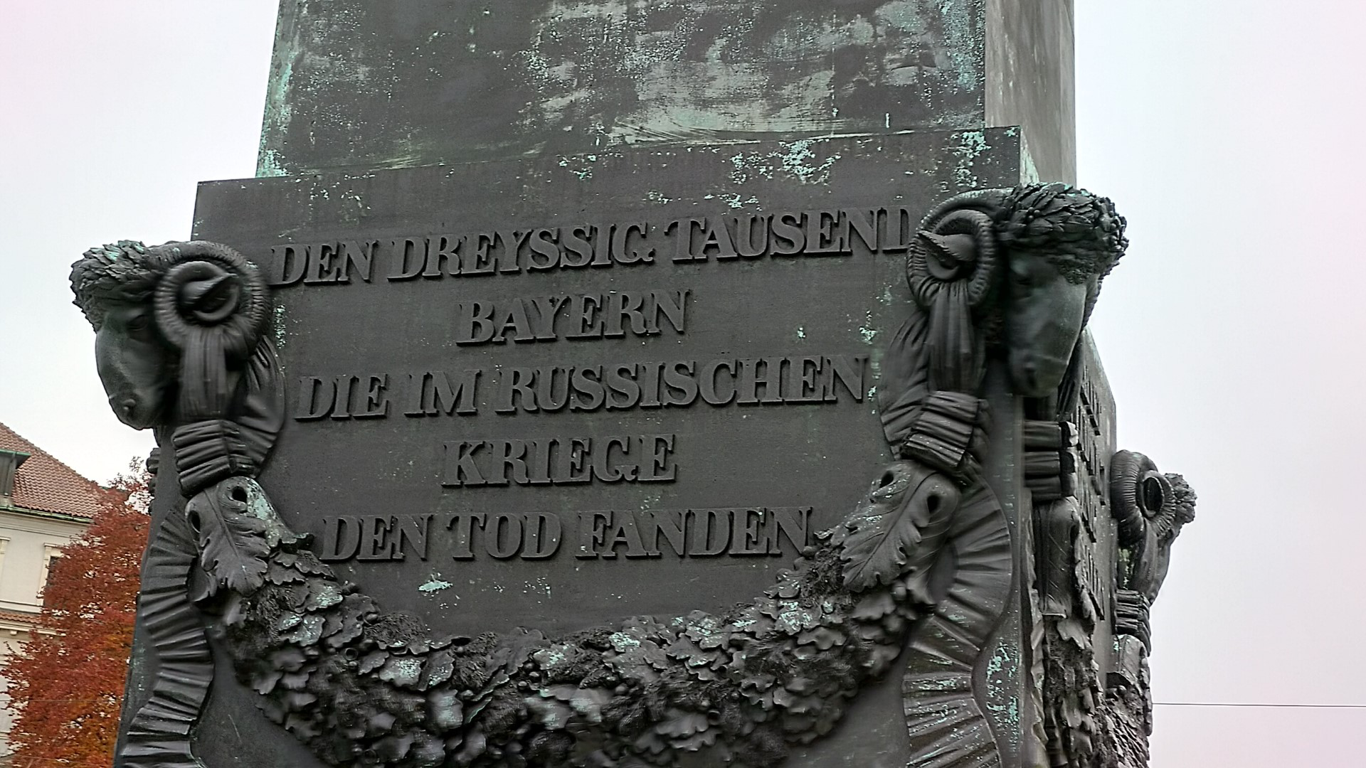 DEN DREYSSIG TAUSEND
BAYERN
DIE IM RUSSISCHEN
KRIEGE
DEN TOD FANDEN